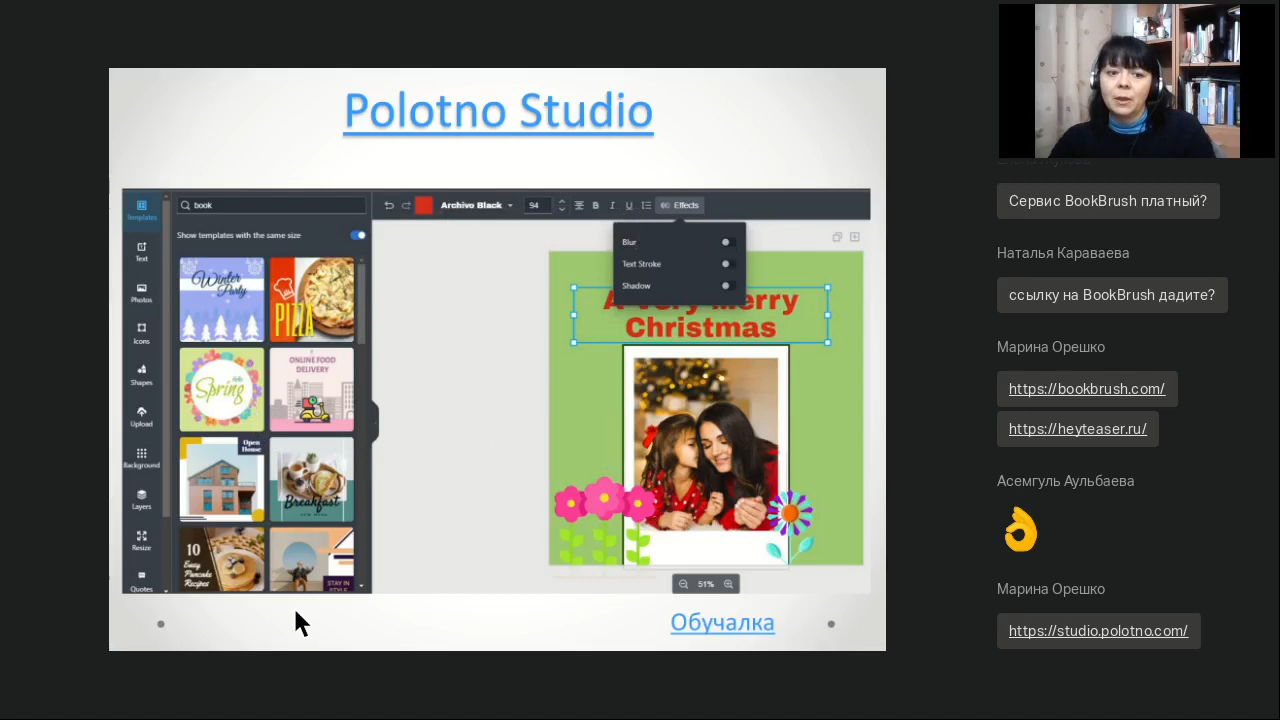 Polotno Studio
Templates
Text
Photos
Icons
Shapes
Upload
Background
Layers
Resize
Quotes
book
Show templates with the same size
Winter
Party
PIZZA
Hello
Spring
ONLINE FOOD
DELIVERY
Open
House
Breakfast
10
Easy
Pancake
Recipes
STAY IN
STYLE
Archivo Black
94
B
I
U
Effects
Blur
Text Stroke
Shadow
A Very Merry
Christmas
51%
Обучалка
Сервис BookBrush платный?
Наталья Караваева
ссылку на BookBrush дадите?
Марина Орешко
https://bookbrush.com/
https://heyteaser.ru/
Асемгуль Аульбаева
Марина Орешко
https://studio.polotno.com/